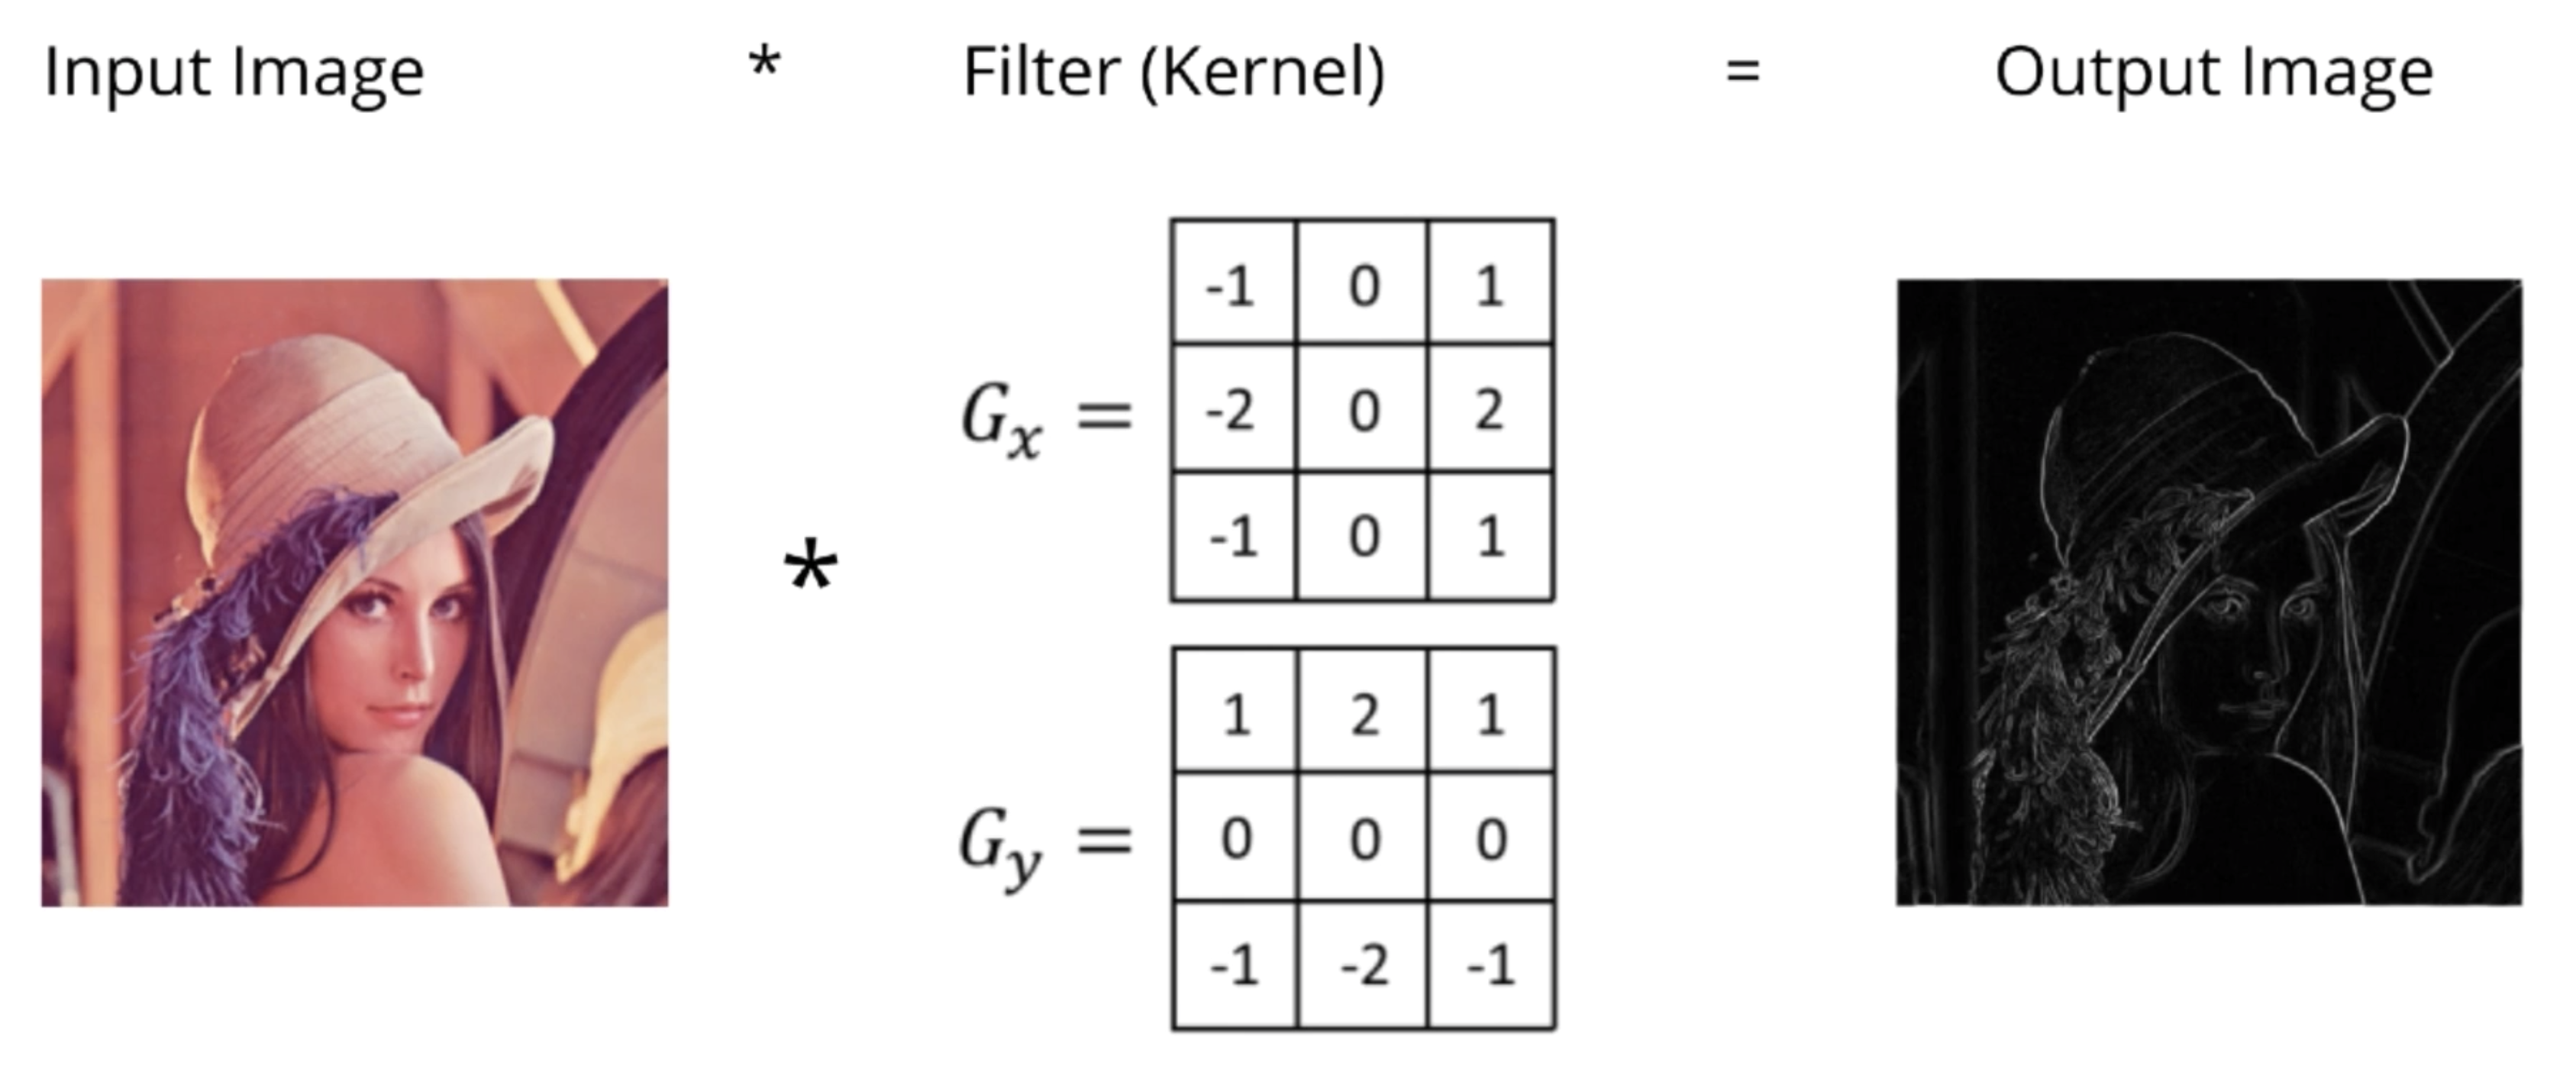 Input Image * Filter (Kernel) = Output Image
-1 0 1
Gx = -2 0 2
-1 0 1
*
1 2 1
Gy = 0 0 0
-1 -2 -1